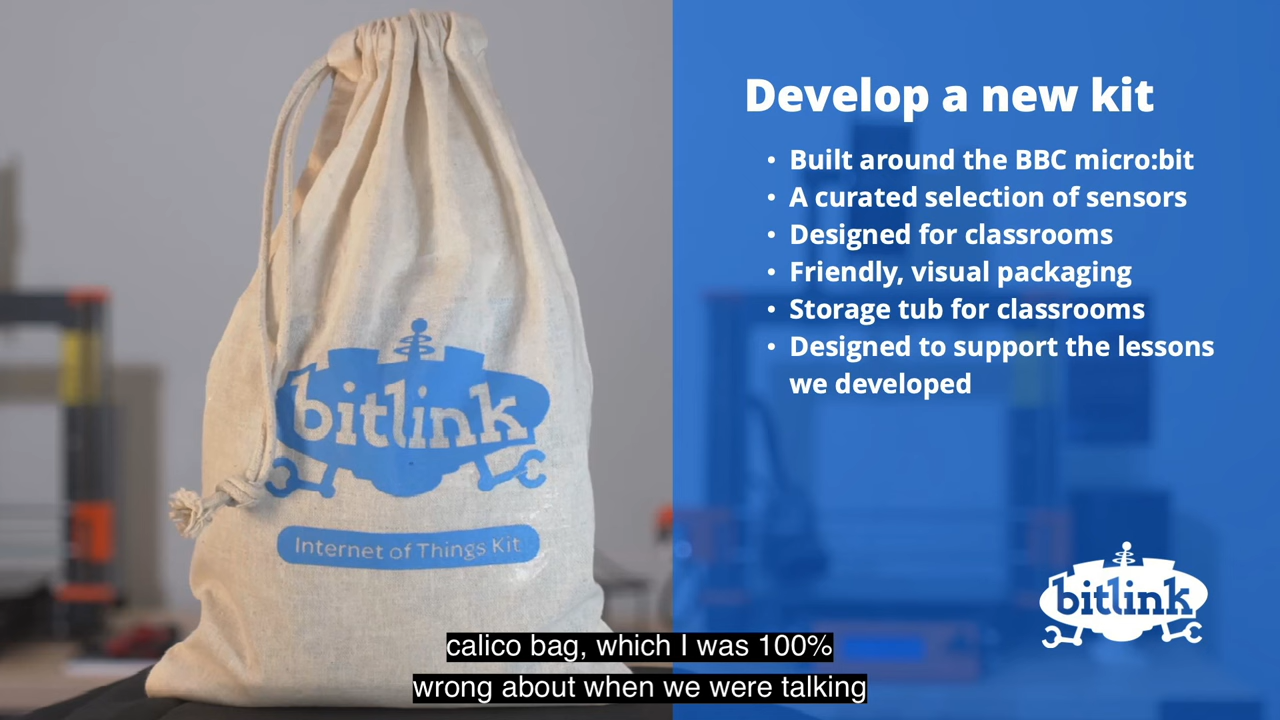 bitlink
Internet of Things Kit
Develop a new kit
• Built around the BBC micro:bit
• A curated selection of sensors
• Designed for classrooms
• Friendly, visual packaging
• Storage tub for classrooms
• Designed to support the lessons
we developed
bitlink
calico bag, which I was 100%
wrong about when we were talking